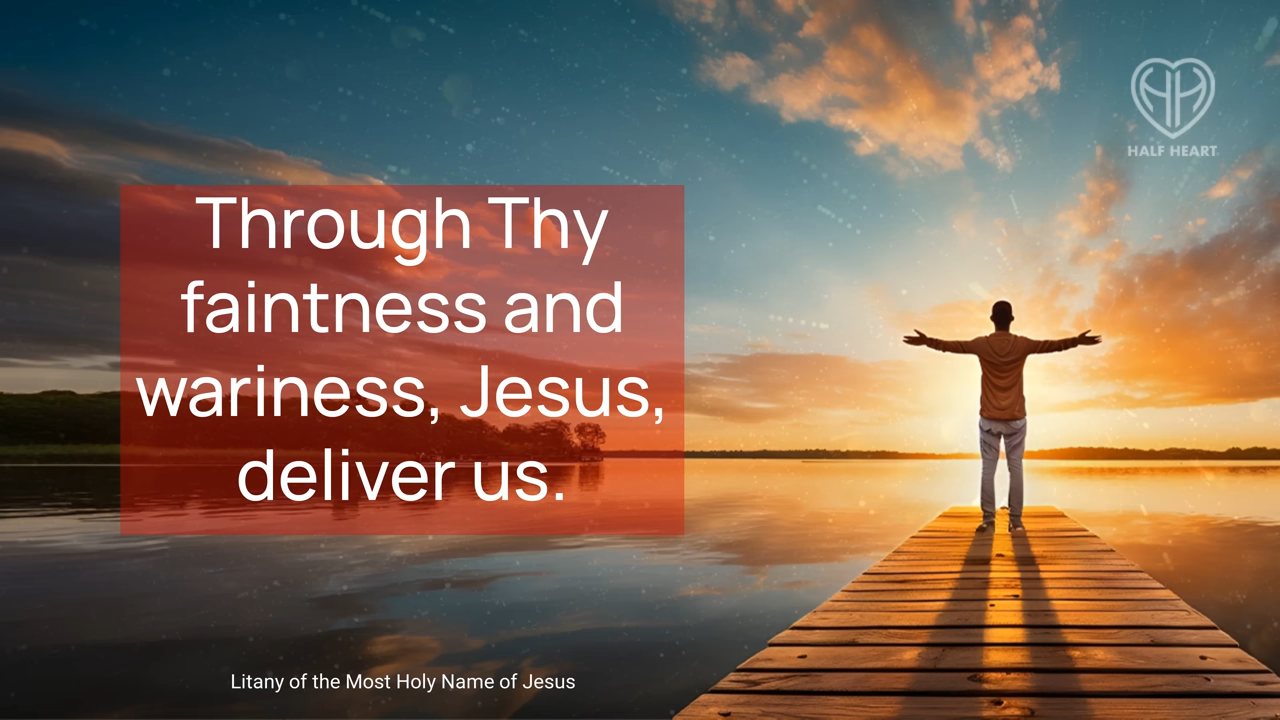 HALF HEART
Through Thy
faintness and
wariness, Jesus,
deliver us.
Litany of the Most Holy Name of Jesus